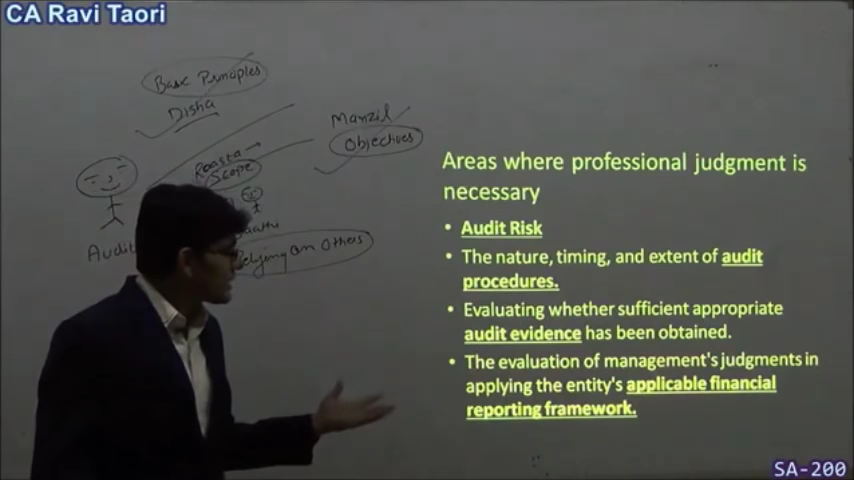 CA Ravi Taori
Basic Principles
Disha
Manzil
Objectives
Raasta
Scope
Audit
Relying on Others
Areas where professional judgment is
necessary
• Audit Risk
• The nature, timing, and extent of audit
procedures.
• Evaluating whether sufficient appropriate
audit evidence has been obtained.
• The evaluation of management's judgments in
applying the entity's applicable financial
reporting framework.
SA-200